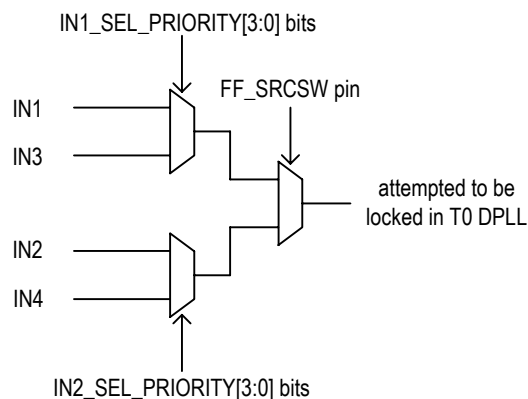 IN1_SEL_PRIORITY[3:0] bits
FF_SRCSW pin
IN1
IN3
attempted to be
locked in T0 DPLL
IN2
IN4
IN2_SEL_PRIORITY[3:0] bits